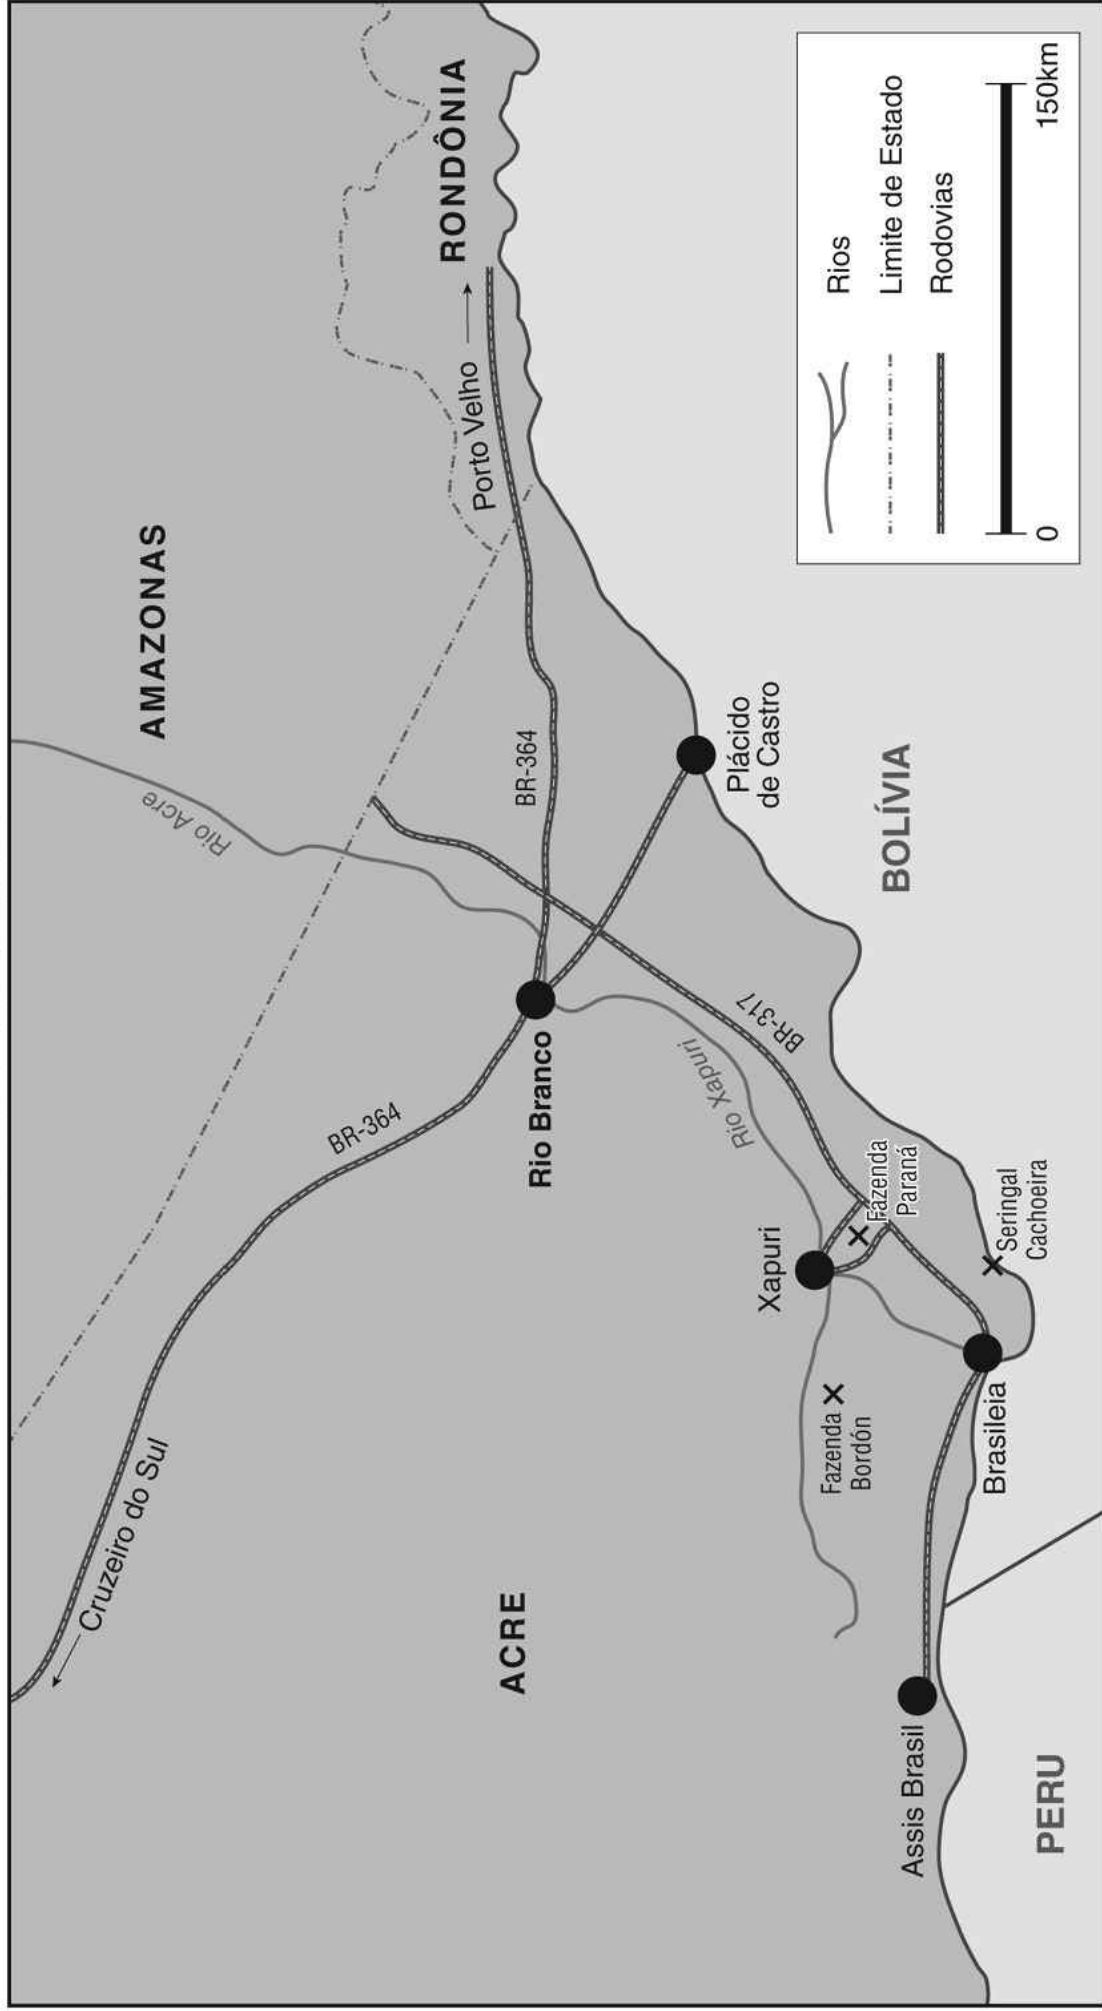 AMAZONAS
Rio Acre
RONDÔNIA
Porto Velho
BR-364
BR-364
Cruzeiro do Sul
Rio Branco
ACRE
Plácido
de Castro
BR-317
Rio Xapuri
Xapuri
Fazenda
Paraná
Seringal
Cachoeira
Fazenda
Bordón
Brasileia
Assis Brasil
BOLÍVIA
PERU
Rios
Limite de Estado
Rodovias
0
150km